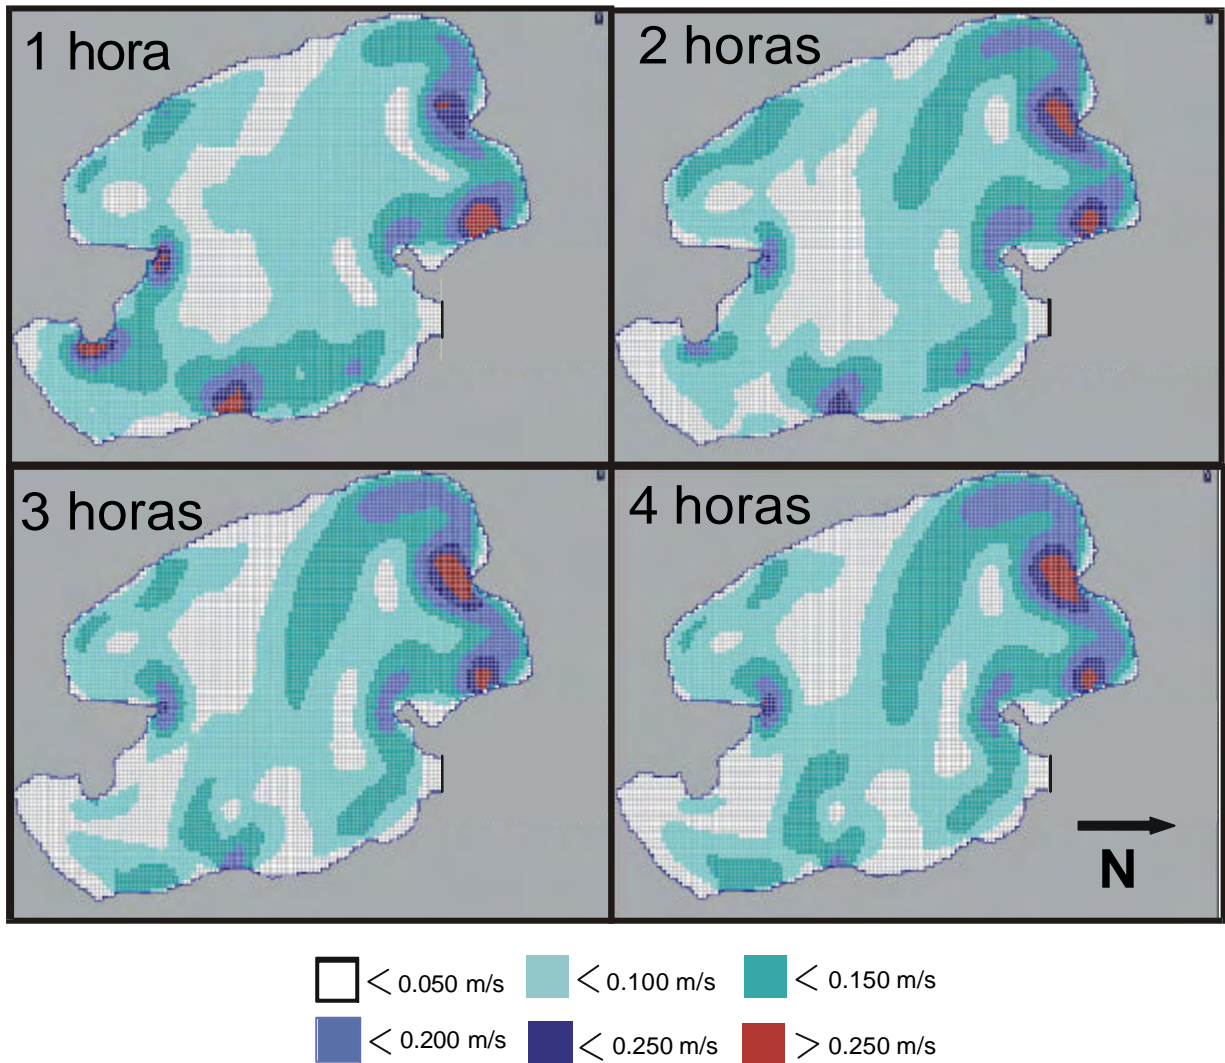 1 hora
2 horas
3 horas
4 horas
N
< 0.050 m/s
< 0.100 m/s
< 0.150 m/s
< 0.200 m/s
< 0.250 m/s
> 0.250 m/s